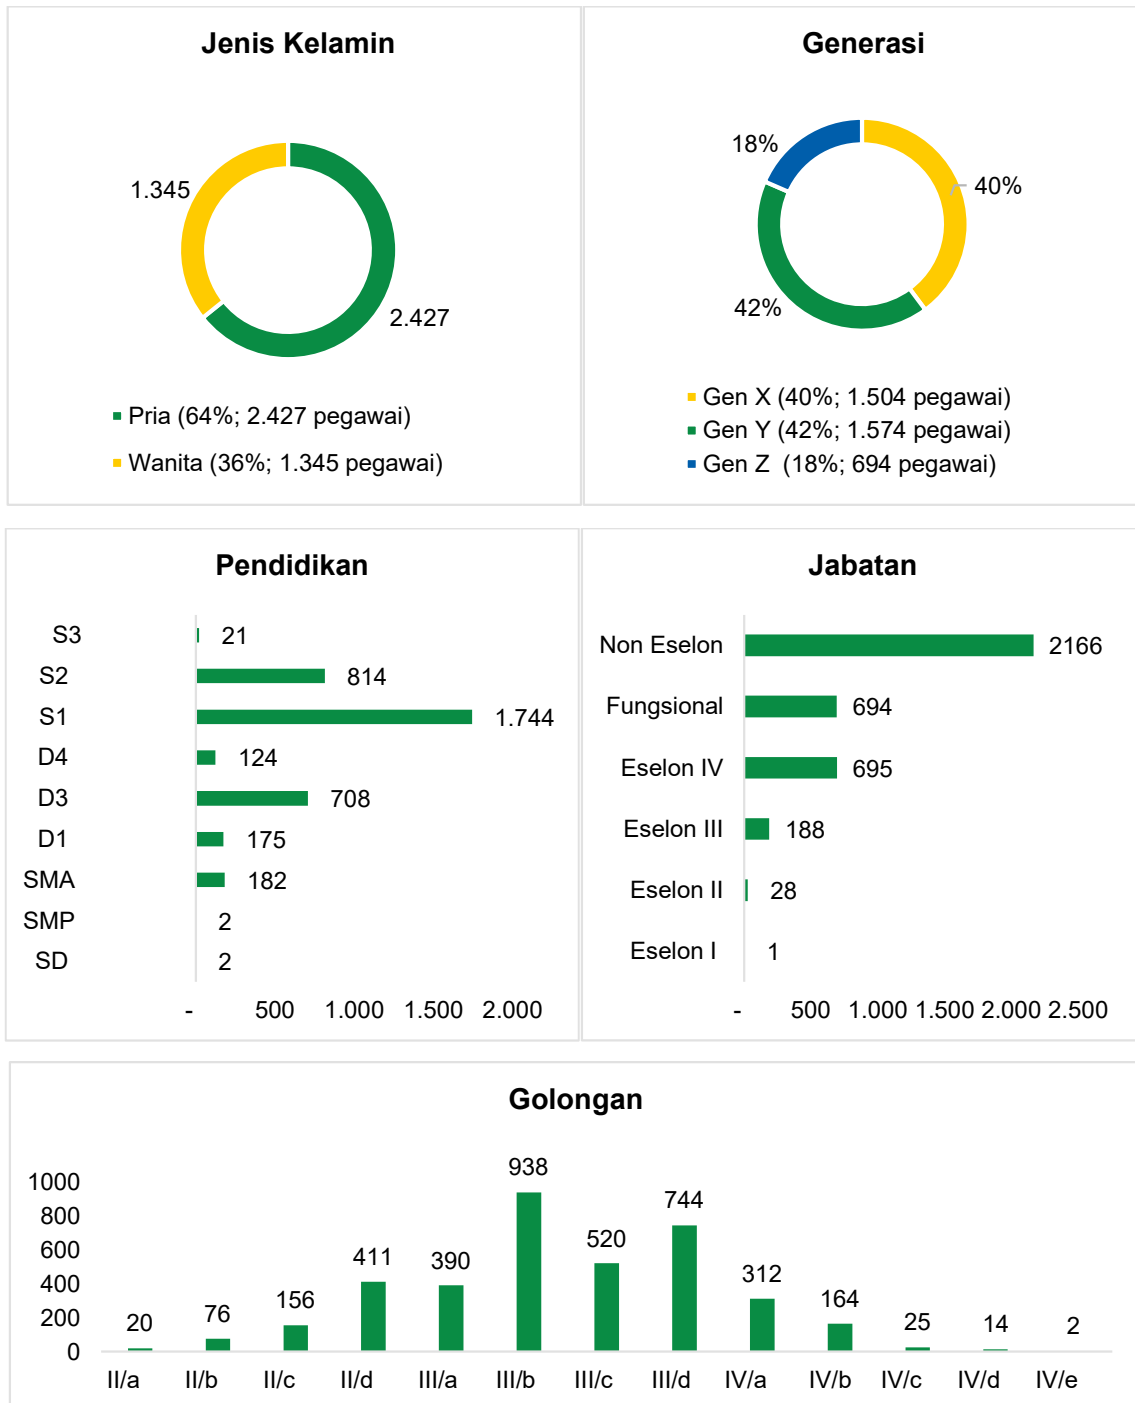 Jenis Kelamin
1.345
2.427
Pria (64%; 2.427 pegawai)
Wanita (36%; 1.345 pegawai)
Generasi
18%
40%
42%
Gen X (40%; 1.504 pegawai)
Gen Y (42%; 1.574 pegawai)
Gen Z (18%; 694 pegawai)
Pendidikan
S3 21
S2 814
S1 1.744
D4 124
D3 708
D1 175
SMA 182
SMP 2
SD 2
- 500 1.000 1.500 2.000
Jabatan
Non Eselon 2166
Fungsional 694
Eselon IV 695
Eselon III 188
Eselon II 28
Eselon I 1
- 500 1.000 1.500 2.000 2.500
Golongan
1000
800
600
400
200
0
20 76 156 411 390 938 520 744 312 164 25 14 2
II/a II/b II/c II/d III/a III/b III/c III/d IV/a IV/b IV/c IV/d IV/e